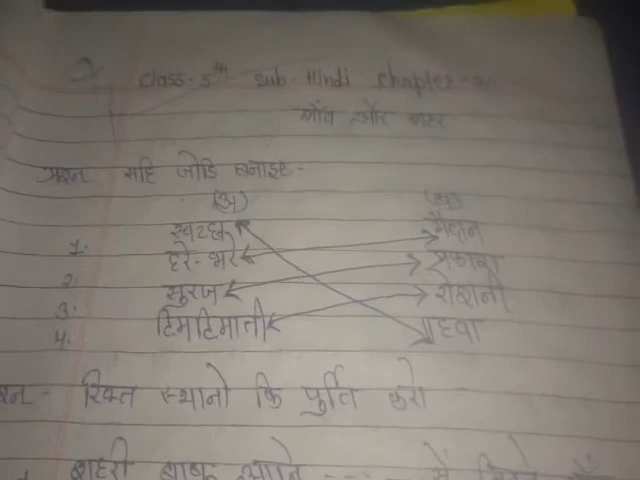 Class-5th Sub Hindi Chapter-
गाँव और शहर
प्रश्न सहि जोडि बनाइए-
(अ) (ब)
1. स्वच्छ मैदान
2. हरे-भरे प्रकाश
3. सुरज रोशनी
4. टिमटिमाती हवा
प्रश्न- रिक्त स्थानो कि पुर्ति करो
शहरी ---- में